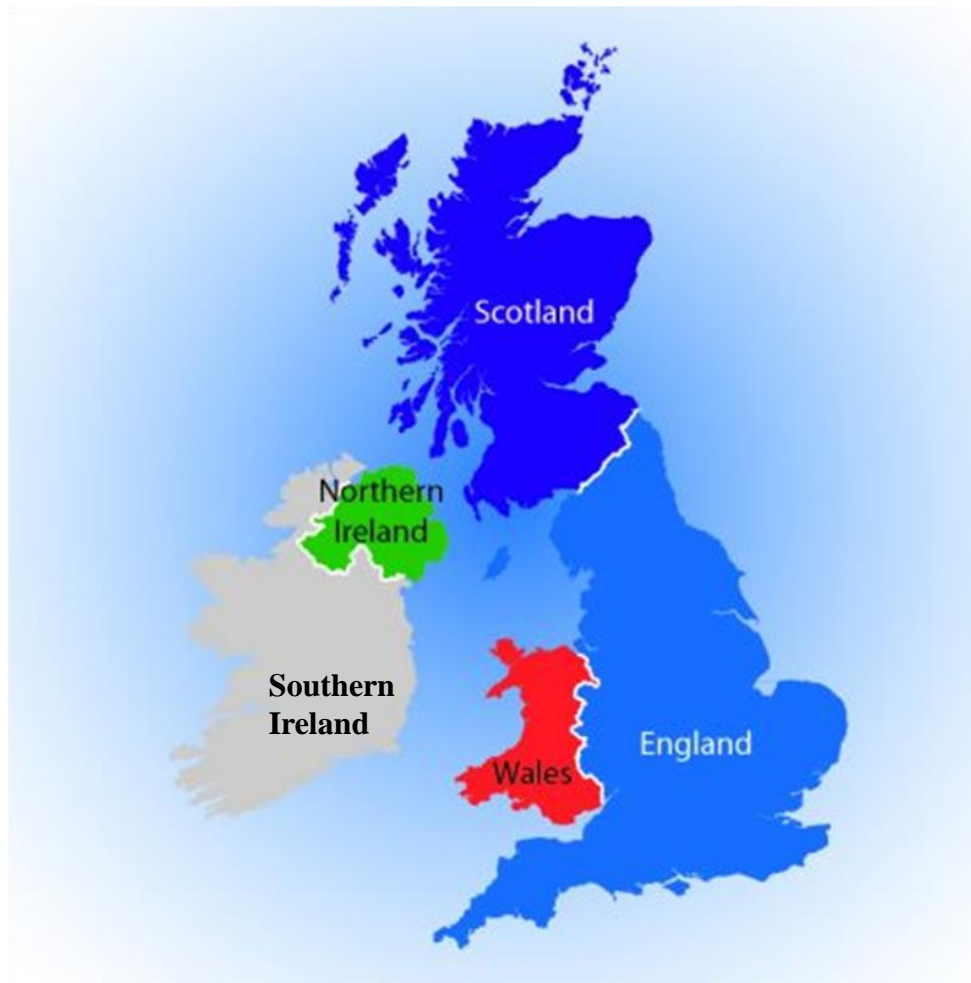 Scotland
Northern
Ireland
Southern
Ireland
England
Wales